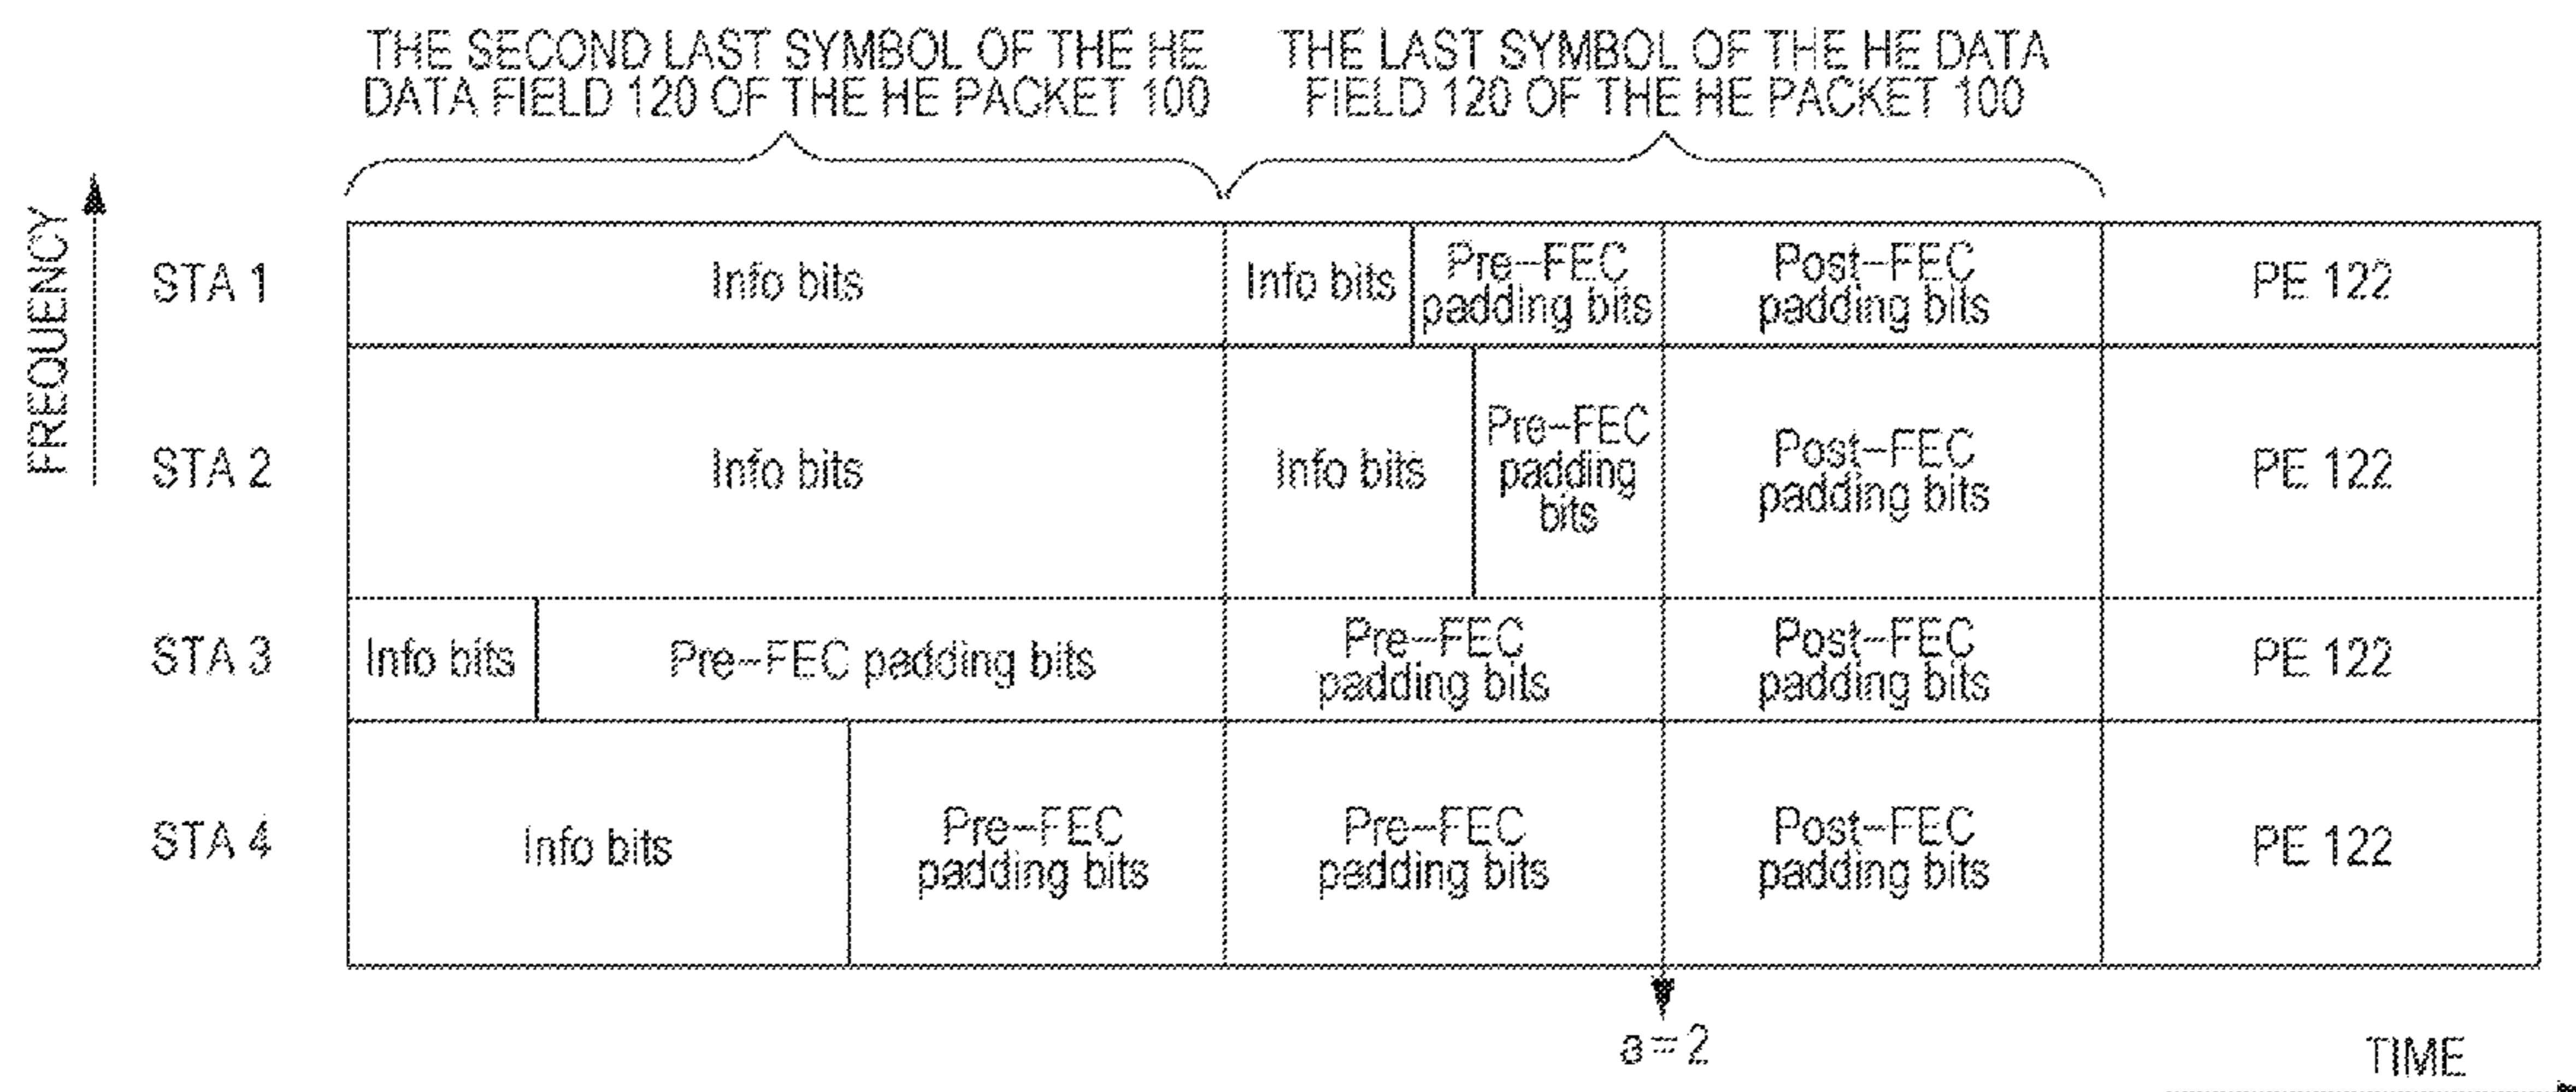 THE SECOND LAST SYMBOL OF THE HE
DATA FIELD 120 OF THE HE PACKET 100
THE LAST SYMBOL OF THE HE DATA
FIELD 120 OF THE HE PACKET 100
FREQUENCY
STA 1
Info bits
Info bits
Pre-FEC
padding bits
Post-FEC
padding bits
PE 122
STA 2
Info bits
Info bits
Pre-FEC
padding
bits
Post-FEC
padding bits
PE 122
STA 3
Info bits
Pre-FEC padding bits
Pre-FEC
padding bits
Post-FEC
padding bits
PE 122
STA 4
Info bits
Pre-FEC
padding bits
Pre-FEC
padding bits
Post-FEC
padding bits
PE 122
a=2
TIME